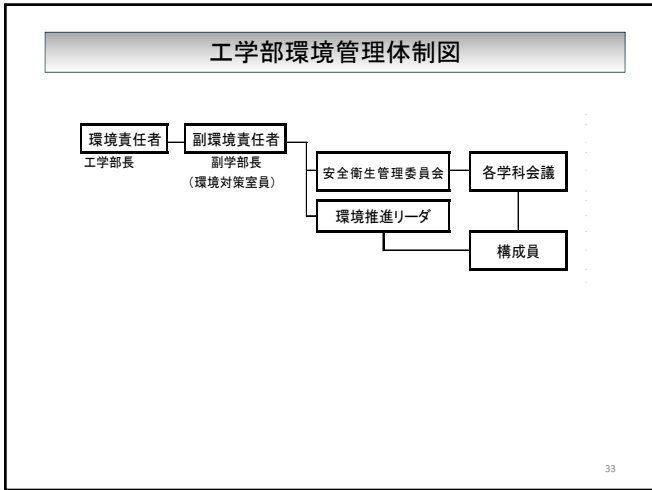 工学部環境管理体制図
環境責任者
副環境責任者
工学部長
副学部長
（環境対策室員）
安全衛生管理委員会
各学科会議
環境推進リーダ
構成員
33